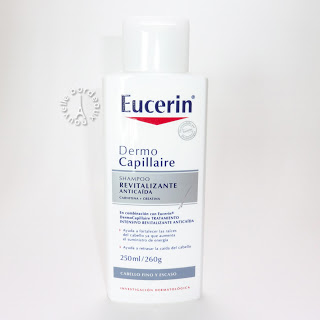 Eucerin®
Dermo
Capillaire
SHAMPOO
REVITALIZANTE
ANTICAÍDA
CARNITINA + CREATINA
En combinación con Eucerin®
DermoCapillaire TRATAMIENTO
INTENSIVO REVITALIZANTE ANTICAÍDA:
• Ayuda a fortalecer las raíces
del cabello ya que aumenta
el suministro de energía
• Ayuda a retrasar la caída del cabello
250ml/260g
CABELLO FINO Y ESCASO
INVESTIGACIÓN DERMATOLÓGICA